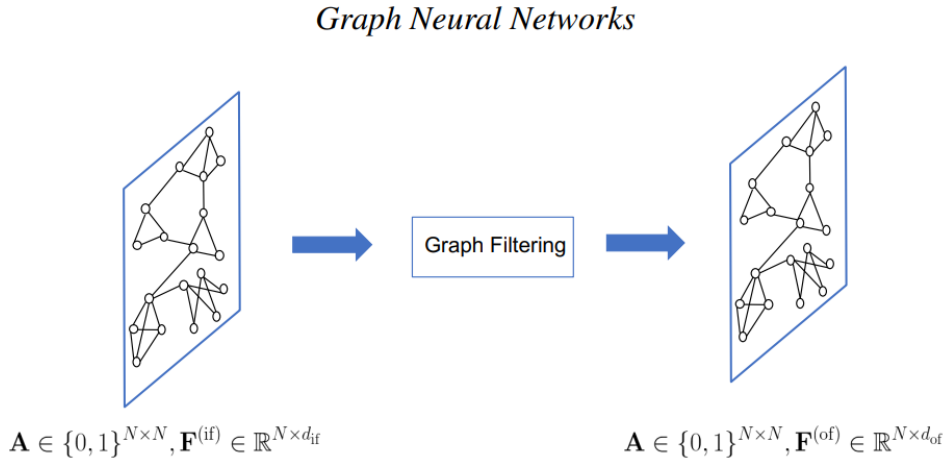 Graph Neural Networks
Graph Filtering
𝐀 ∈ {0, 1}^{N×N}, 𝐅^{(if)} ∈ ℝ^{N×d_{if}}
𝐀 ∈ {0, 1}^{N×N}, 𝐅^{(of)} ∈ ℝ^{N×d_{of}}